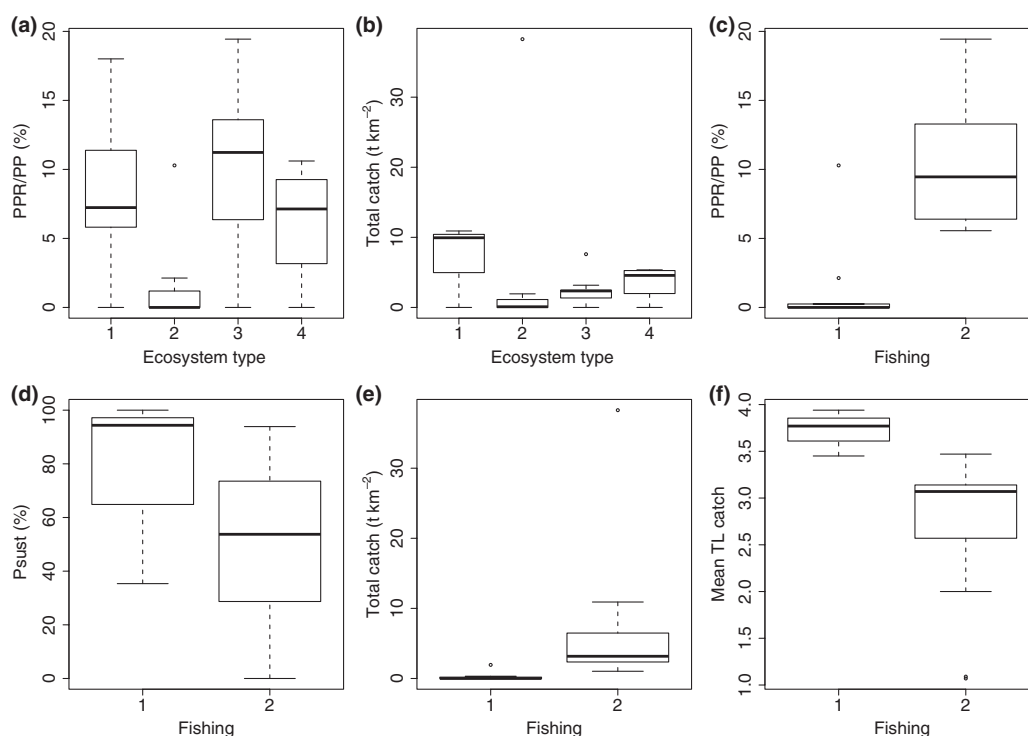 (a)
PPR/PP (%)
20
15
10
5
0
1 2 3 4
Ecosystem type
(b)
Total catch (t km⁻²)
30
20
10
0
1 2 3 4
Ecosystem type
(c)
PPR/PP (%)
20
15
10
5
0
1 2
Fishing
(d)
Psust (%)
100
80
60
40
20
0
1 2
Fishing
(e)
Total catch (t km⁻²)
30
20
10
0
1 2
Fishing
(f)
Mean TL catch
4.0
3.5
3.0
2.5
2.0
1.5
1.0
1 2
Fishing